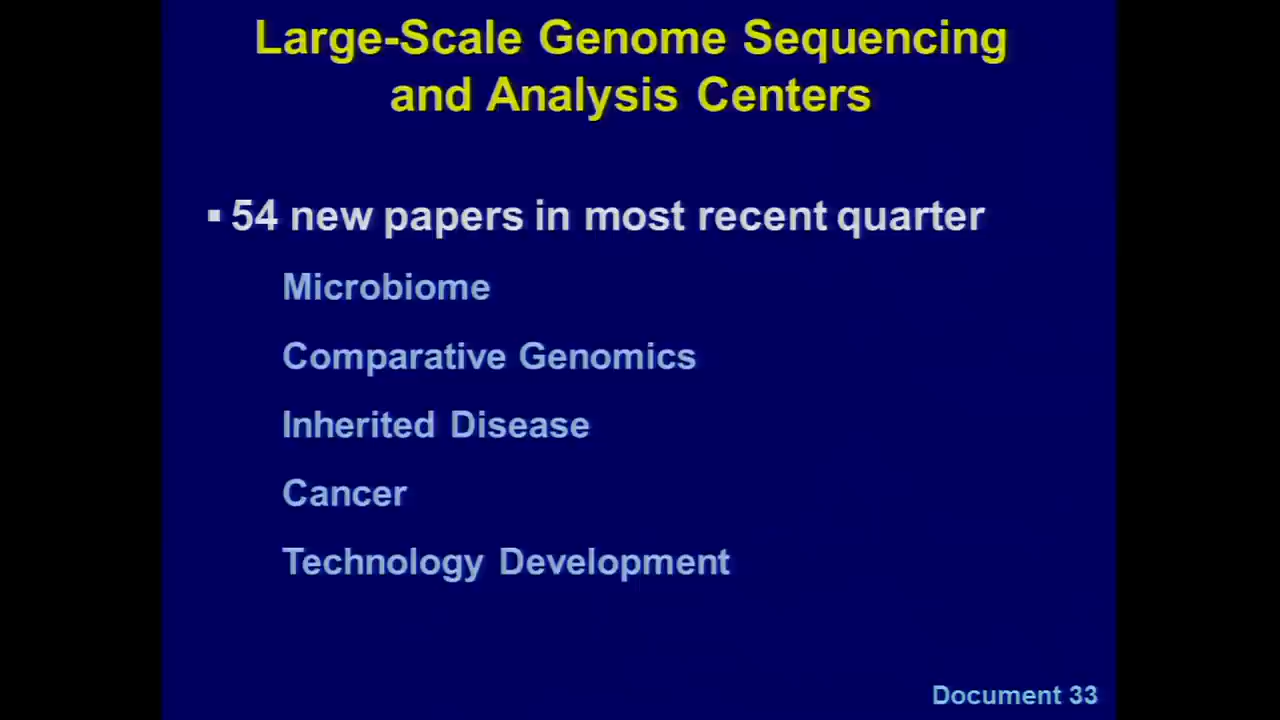 Large-Scale Genome Sequencing
and Analysis Centers
▪ 54 new papers in most recent quarter
Microbiome
Comparative Genomics
Inherited Disease
Cancer
Technology Development
Document 33